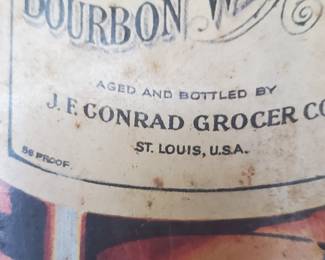 BOURBON W
AGED AND BOTTLED BY
J. F. CONRAD GROCER CO
ST. LOUIS, U.S.A.
86 PROOF